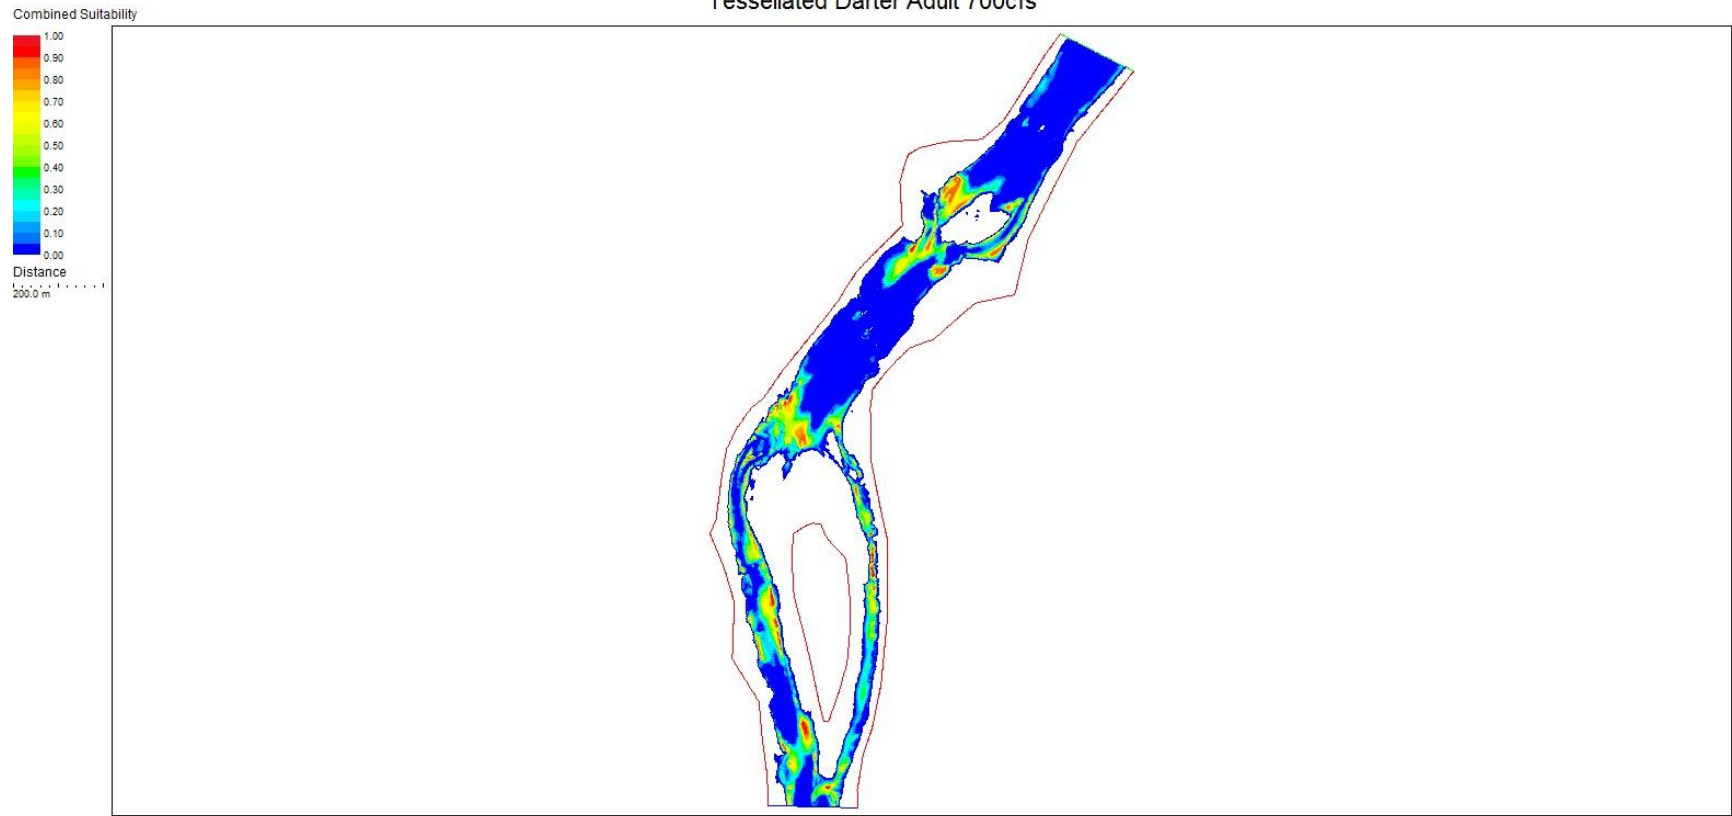 Tessellated Darter Adult 700cfs
Combined Suitability
1.00
0.90
0.80
0.70
0.60
0.50
0.40
0.30
0.20
0.10
0.00
Distance
200.0 m